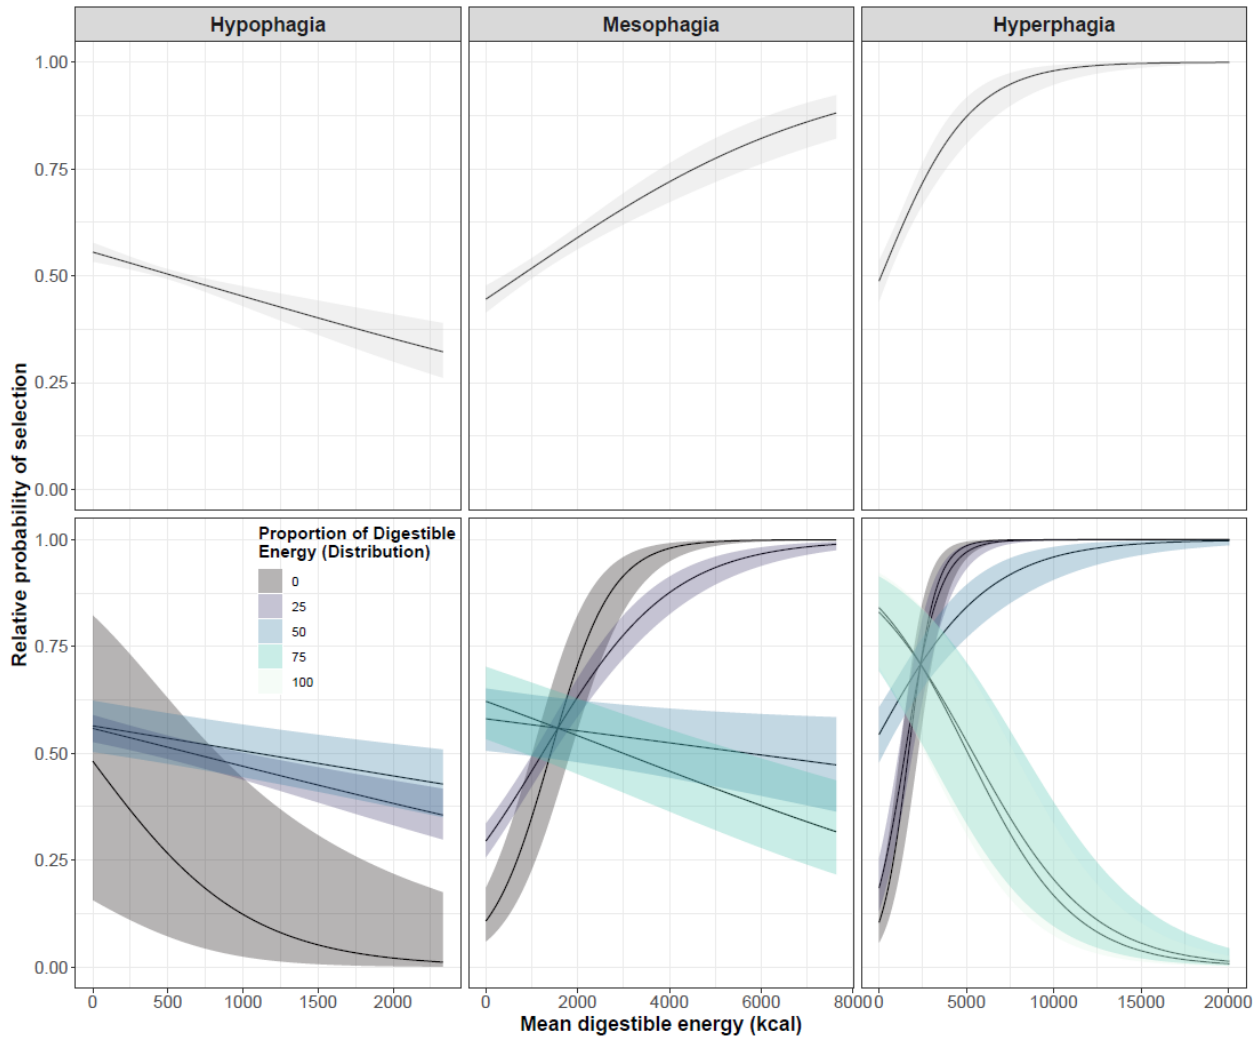 Hypophagia
Mesophagia
Hyperphagia
Relative probability of selection
1.00
0.75
0.50
0.25
0.00
1.00
0.75
0.50
0.25
0.00
Proportion of Digestible
Energy (Distribution)
0
25
50
75
100
0 500 1000 1500 2000
0 2000 4000 6000 8000
0 5000 10000 15000 20000
Mean digestible energy (kcal)